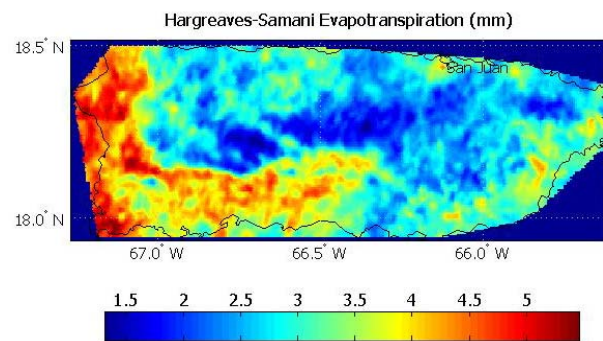 Hargreaves-Samani Evapotranspiration (mm)
18.5° N
San Juan
18.0° N
67.0° W 66.5° W 66.0° W
1.5 2 2.5 3 3.5 4 4.5 5